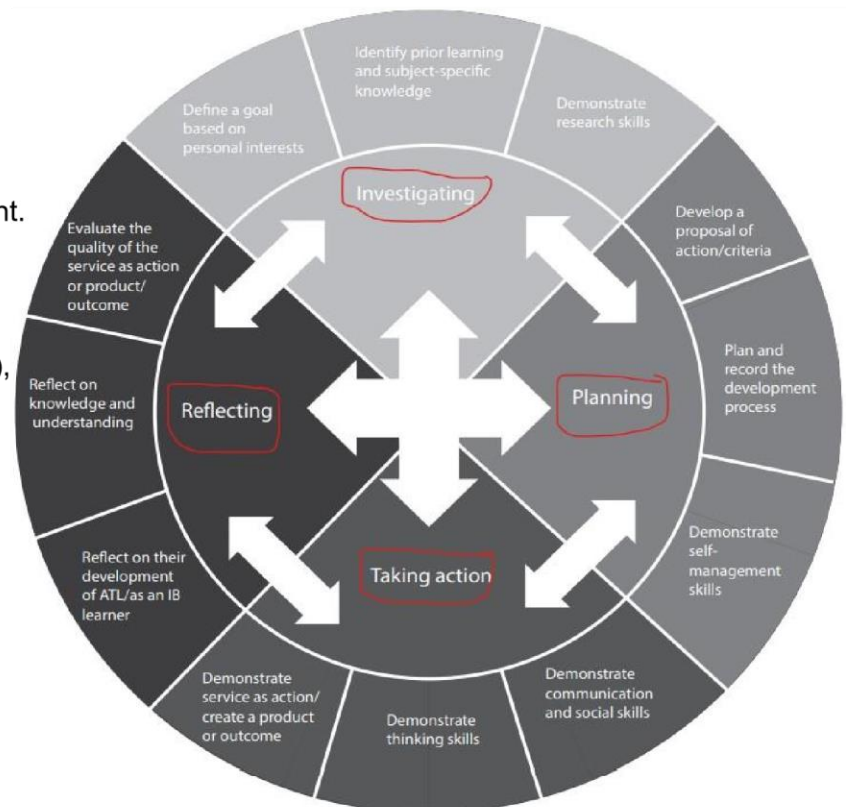 Identify prior learning
and subject-specific
knowledge
Define a goal
based on
personal interests
Demonstrate
research skills
Investigating
nt.
Evaluate the
quality of the
service as action
or product/
outcome
Develop a
proposal of
action/criteria
),
Reflect on
knowledge and
understanding
Reflecting
Planning
Plan and
record the
development
process
Reflect on their
development
of ATL/as an IB
learner
Taking action
Demonstrate
self-
management
skills
Demonstrate
service as action/
create a product
or outcome
Demonstrate
thinking skills
Demonstrate
communication
and social skills